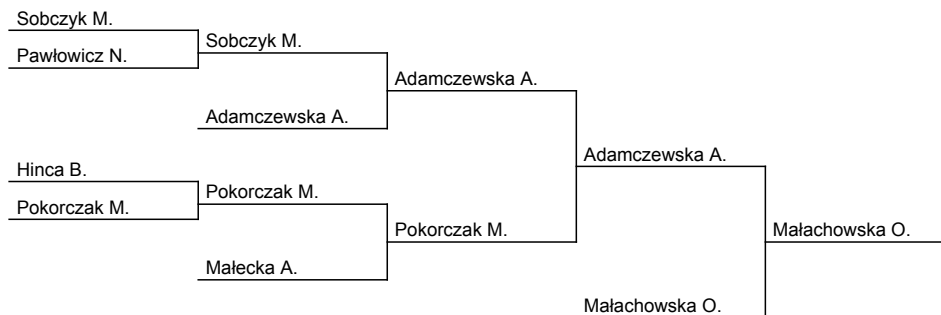 Sobczyk M.
Pawłowicz N.
Sobczyk M.
Adamczewska A.
Adamczewska A.
Hinca B.
Pokorczak M.
Pokorczak M.
Małecka A.
Pokorczak M.
Adamczewska A.
Małachowska O.
Małachowska O.